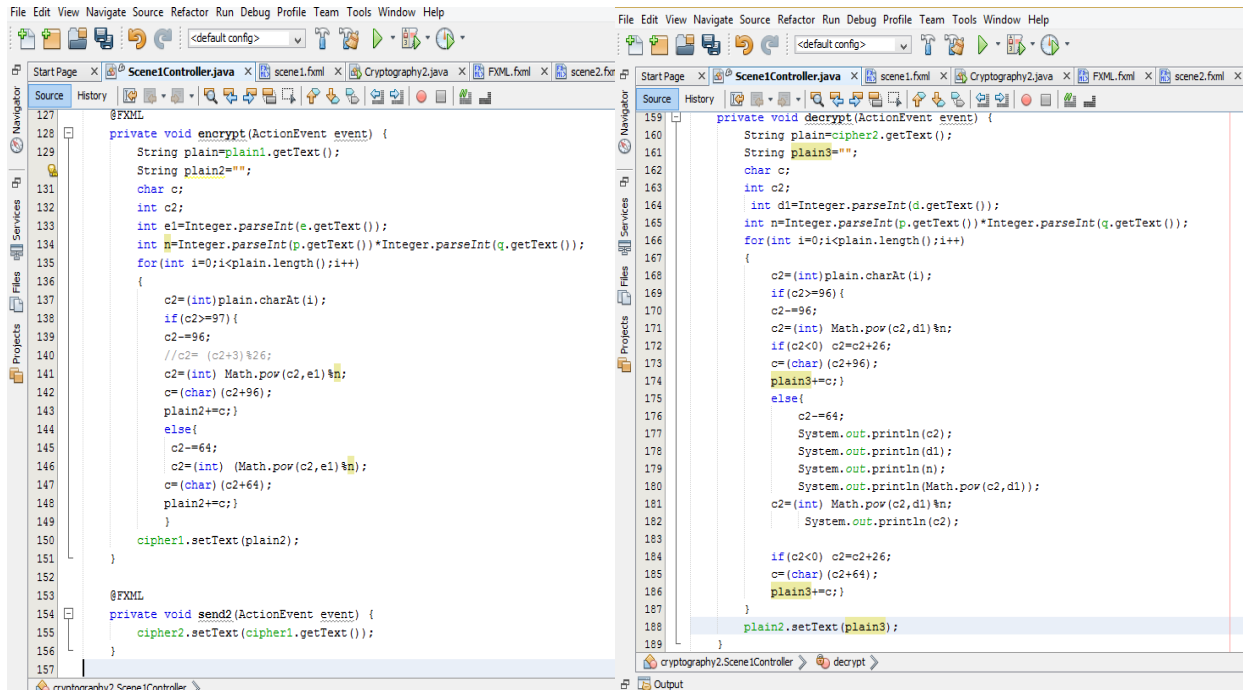 File Edit View Navigate Source Refactor Run Debug Profile Team Tools Window Help
<default config>
Start Page Scene1Controller.java scene1.fxml Cryptography2.java FXML.fxml scene2.fxr
Source History
Navigator
Services
Files
Projects
127 @FXML
128 private void encrypt(ActionEvent event) {
129 String plain=plain1.getText();
String plain2="";
131 char c;
132 int c2;
133 int e1=Integer.parseInt(e.getText());
134 int n=Integer.parseInt(p.getText())*Integer.parseInt(q.getText());
135 for(int i=0;i<plain.length();i++)
136 {
137 c2=(int)plain.charAt(i);
138 if(c2>=97){
139 c2-=96;
140 //c2= (c2+3)%26;
141 c2=(int) Math.pow(c2,e1)%n;
142 c=(char)(c2+96);
143 plain2+=c;}
144 else{
145 c2-=64;
146 c2=(int) (Math.pow(c2,e1)%n);
147 c=(char)(c2+64);
148 plain2+=c;}
149 }
150 cipher1.setText(plain2);
151 }
152
153 @FXML
154 private void send2(ActionEvent event) {
155 cipher2.setText(cipher1.getText());
156 }
157
cryptography2.Scene1Controller
File Edit View Navigate Source Refactor Run Debug Profile Team Tools Window Help
<default config>
Start Page Scene1Controller.java scene1.fxml Cryptography2.java FXML.fxml scene2.fxml
Source History
Navigator
Services
Files
Projects
159 private void decrypt(ActionEvent event) {
160 String plain=cipher2.getText();
161 String plain3="";
162 char c;
163 int c2;
164 int d1=Integer.parseInt(d.getText());
165 int n=Integer.parseInt(p.getText())*Integer.parseInt(q.getText());
166 for(int i=0;i<plain.length();i++)
167 {
168 c2=(int)plain.charAt(i);
169 if(c2>=96){
170 c2-=96;
171 c2=(int) Math.pow(c2,d1)%n;
172 if(c2<0) c2=c2+26;
173 c=(char)(c2+96);
174 plain3+=c;}
175 else{
176 c2-=64;
177 System.out.println(c2);
178 System.out.println(d1);
179 System.out.println(n);
180 System.out.println(Math.pow(c2,d1));
181 c2=(int) Math.pow(c2,d1)%n;
182 System.out.println(c2);
183
184 if(c2<0) c2=c2+26;
185 c=(char)(c2+64);
186 plain3+=c;}
187 }
188 plain2.setText(plain3);
189 }
cryptography2.Scene1Controller decrypt
Output